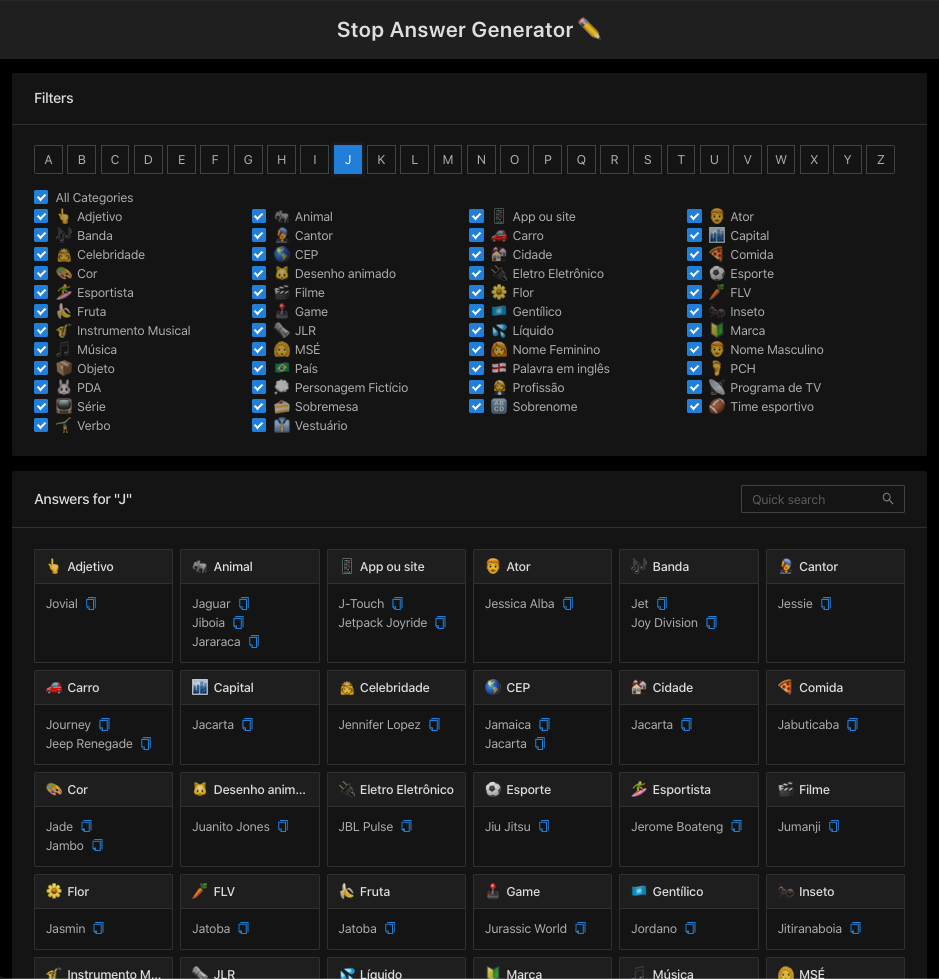 Stop Answer Generator
Filters
A B C D E F G H I J K L M N O P Q R S T U V W X Y Z
All Categories
Adjetivo Animal App ou site Ator
Banda Cantor Carro Capital
Celebridade CEP Cidade Comida
Cor Desenho animado Eletro Eletrônico Esporte
Esportista Filme Flor FLV
Fruta Game Gentílico Inseto
Instrumento Musical JLR Líquido Marca
Música MSÉ Nome Feminino Nome Masculino
Objeto País Palavra em inglês PCH
PDA Personagem Fictício Profissão Programa de TV
Série Sobremesa Sobrenome Time esportivo
Verbo Vestuário
Answers for "J" Quick search
Adjetivo Animal App ou site Ator Banda Cantor
Jovial Jaguar J-Touch Jessica Alba Jet Jessie
Jiboia Jetpack Joyride Joy Division
Jararaca
Carro Capital Celebridade CEP Cidade Comida
Journey Jacarta Jennifer Lopez Jamaica Jacarta Jabuticaba
Jeep Renegade Jacarta
Cor Desenho anim... Eletro Eletrônico Esporte Esportista Filme
Jade Juanito Jones JBL Pulse Jiu Jitsu Jerome Boateng Jumanji
Jambo
Flor FLV Fruta Game Gentílico Inseto
Jasmin Jatoba Jatoba Jurassic World Jordano Jitiranaboia
Instrumento M... JLR Líquido Marca Música MSÉ